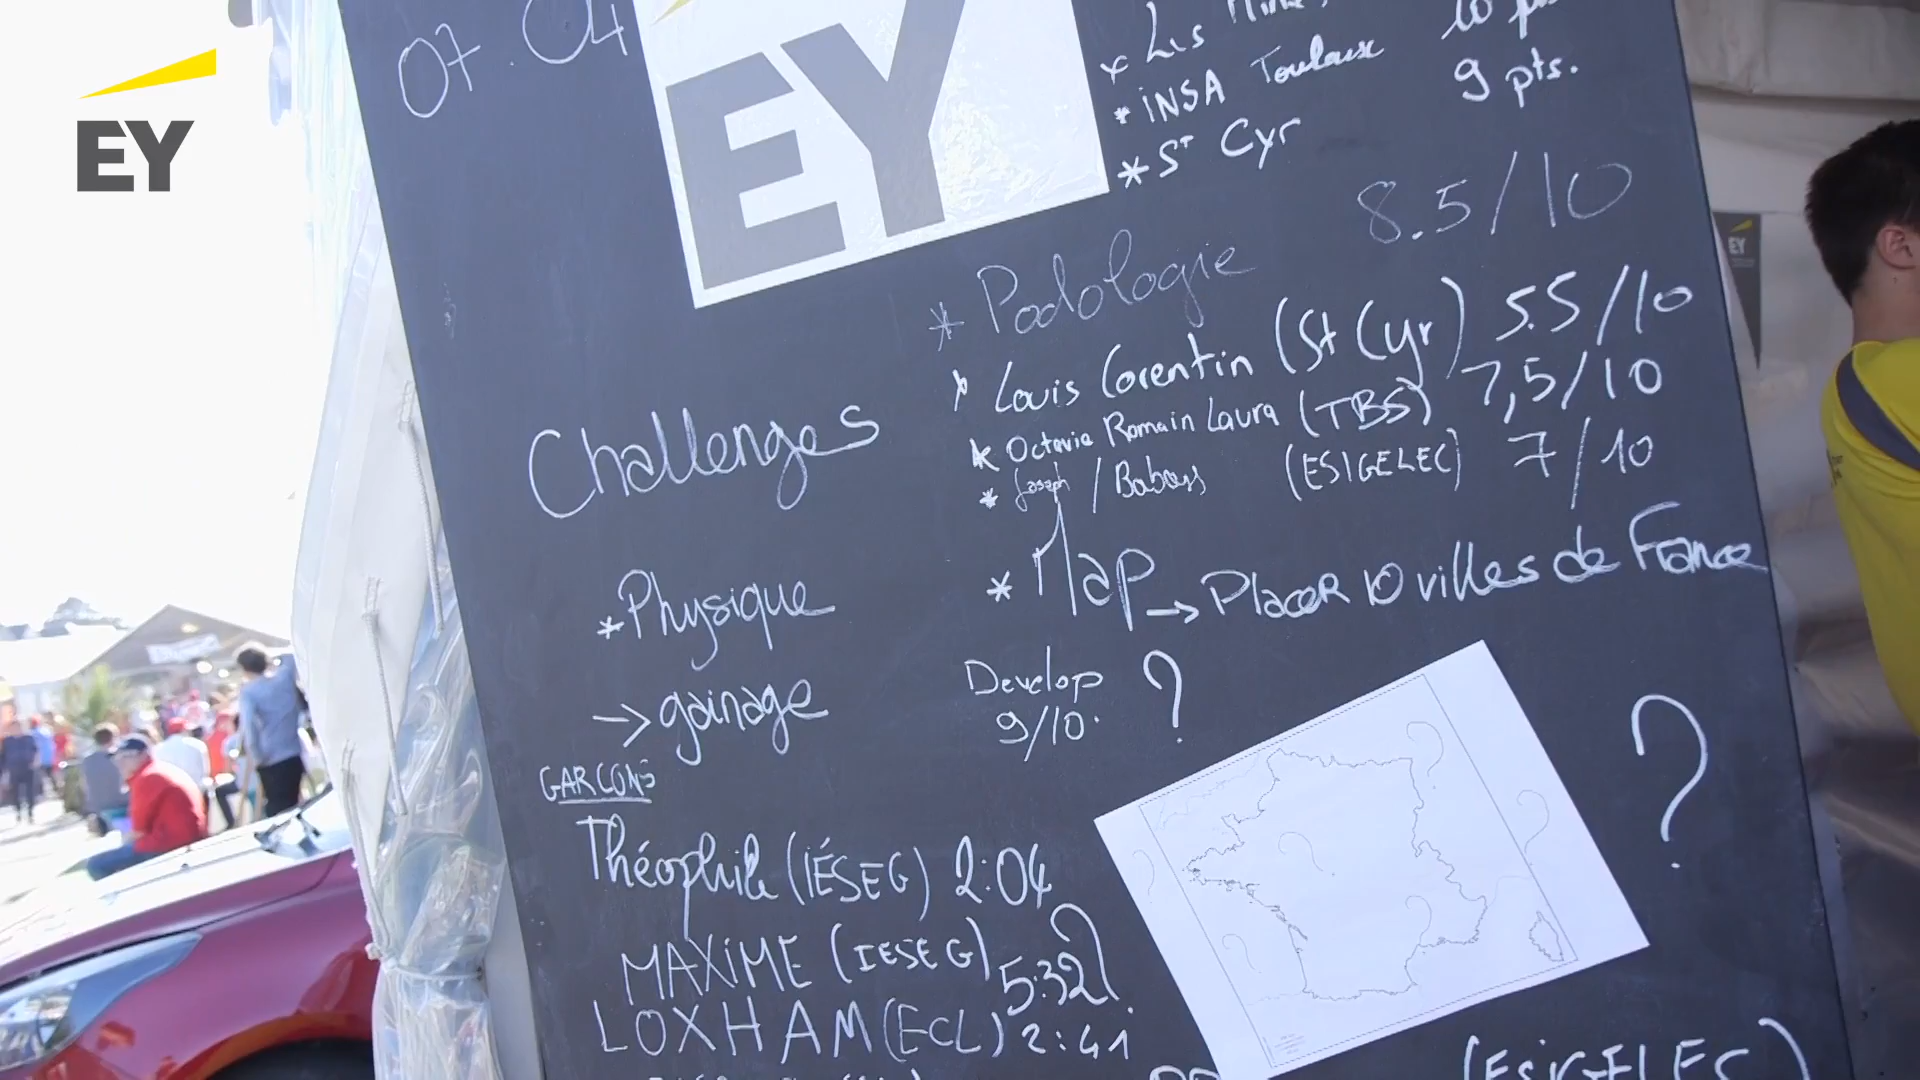 EY
07.04
EY
* Les
* iNSA Toulouse 9 pts.
* St Cyr
* Podologie 8.5/10
Louis Corentin (St Cyr) 5.5/10
* Octavie Romain Laura (TBS) 7,5/10
* Joseph / (ESIGELEC) 7/10
Challenges
* Map → Placer 10 villes de France
* Physique
→ gainage
Develop ?
9/10.
?
GARCONS
Théophile (IÉSEG) 2:04
MAXiME (IESEG) 5:32
LOXHAM (ECL) 2:41
(ESiGELEC)
EY